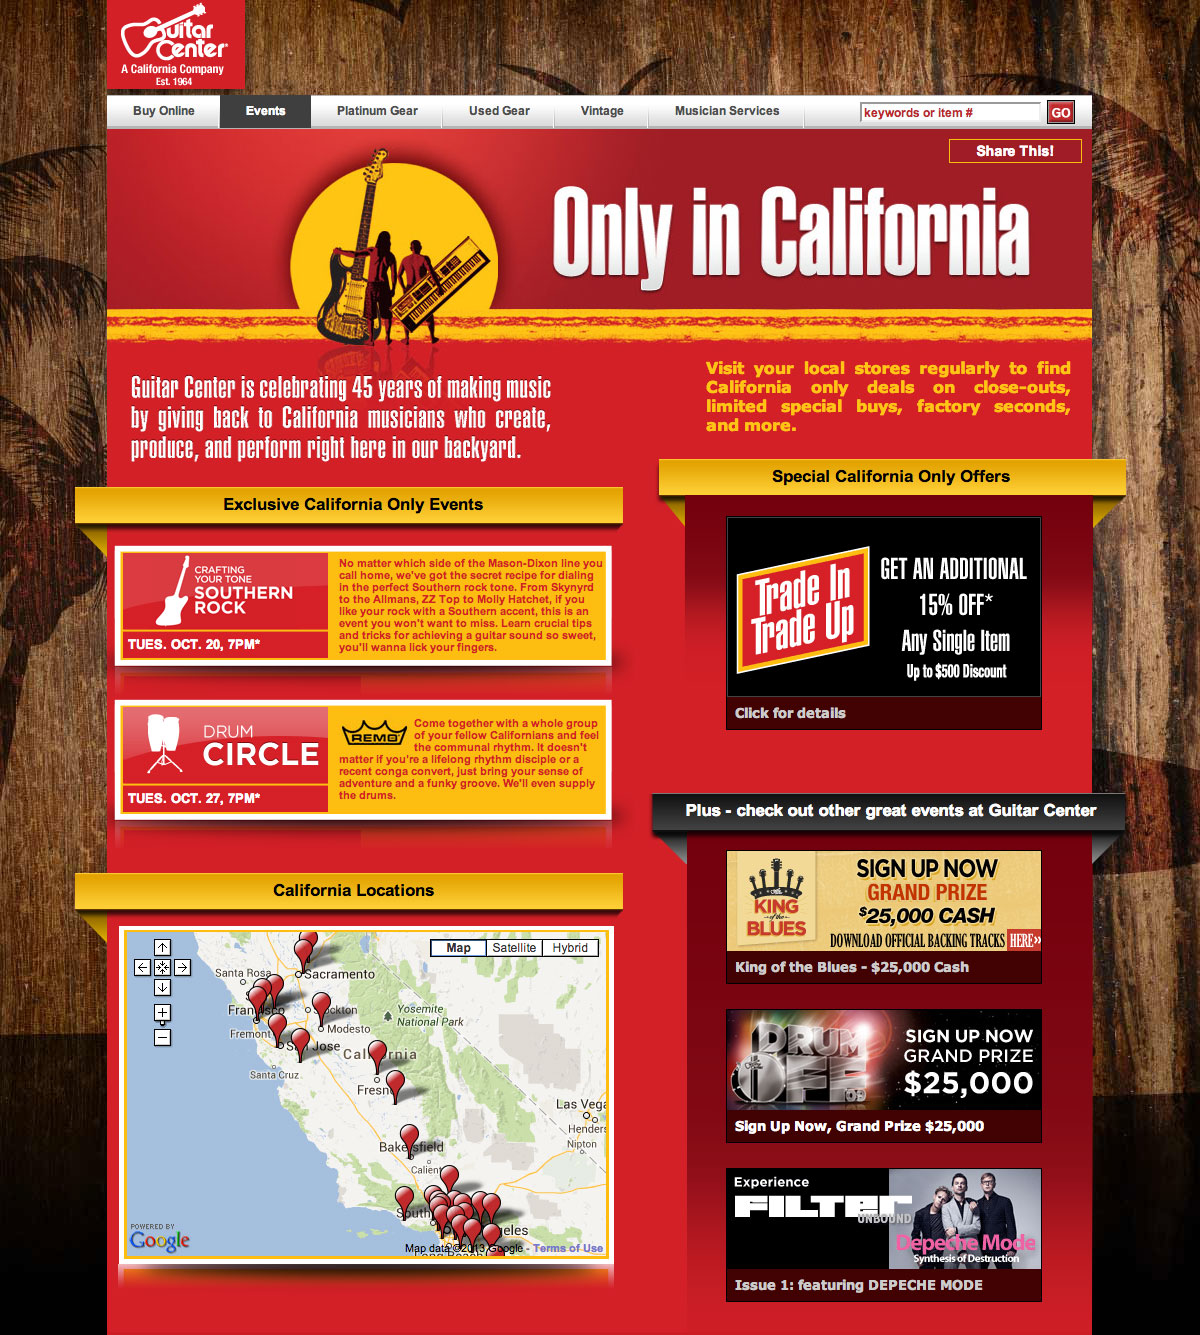 Guitar
Center
A California Company
Est. 1964
Buy Online
Events
Platinum Gear
Used Gear
Vintage
Musician Services
keywords or item #
GO
Share This!
Only in California
Guitar Center is celebrating 45 years of making music
by giving back to California musicians who create,
produce, and perform right here in our backyard.
Visit your local stores regularly to find
California only deals on close-outs,
limited special buys, factory seconds,
and more.
Exclusive California Only Events
CRAFTING
YOUR TONE
SOUTHERN
ROCK
TUES. OCT. 20, 7PM*
No matter which side of the Mason-Dixon line you
call home, we've got the secret recipe for dialing
in the perfect Southern rock tone. From Skynyrd
to the Allmans, ZZ Top to Molly Hatchet, if you
like your rock with a Southern accent, this is an
event you won't want to miss. Learn crucial tips
and tricks for achieving a guitar sound so sweet,
you'll wanna lick your fingers.
DRUM
CIRCLE
TUES. OCT. 27, 7PM*
REMO
Come together with a whole group
of your fellow Californians and feel
the communal rhythm. It doesn't
matter if you're a lifelong rhythm disciple or a
recent conga convert, just bring your sense of
adventure and a funky groove. We'll even supply
the drums.
California Locations
Map
Satellite
Hybrid
Santa Rosa
Sacramento
Yosemite
National Park
Modesto
Fremont
San Jose
California
Santa Cruz
Fresn
Las Vega
Henders
Nipton
Bakersfield
Calient
South
eles
POWERED BY
Google
Map data ©2013 Google - Terms of Use
Special California Only Offers
Trade In
Trade Up
GET AN ADDITIONAL
15% OFF*
Any Single Item
Up to $500 Discount
Click for details
Plus - check out other great events at Guitar Center
KING
of the
BLUES
SIGN UP NOW
GRAND PRIZE
$25,000 CASH
DOWNLOAD OFFICIAL BACKING TRACKS HERE»
King of the Blues - $25,000 Cash
DRUM
OFF 09
SIGN UP NOW
GRAND PRIZE
$25,000
Sign Up Now, Grand Prize $25,000
Experience
FILTER
UNBOUND
Depeche Mode
Synthesis of Destruction
Issue 1: featuring DEPECHE MODE